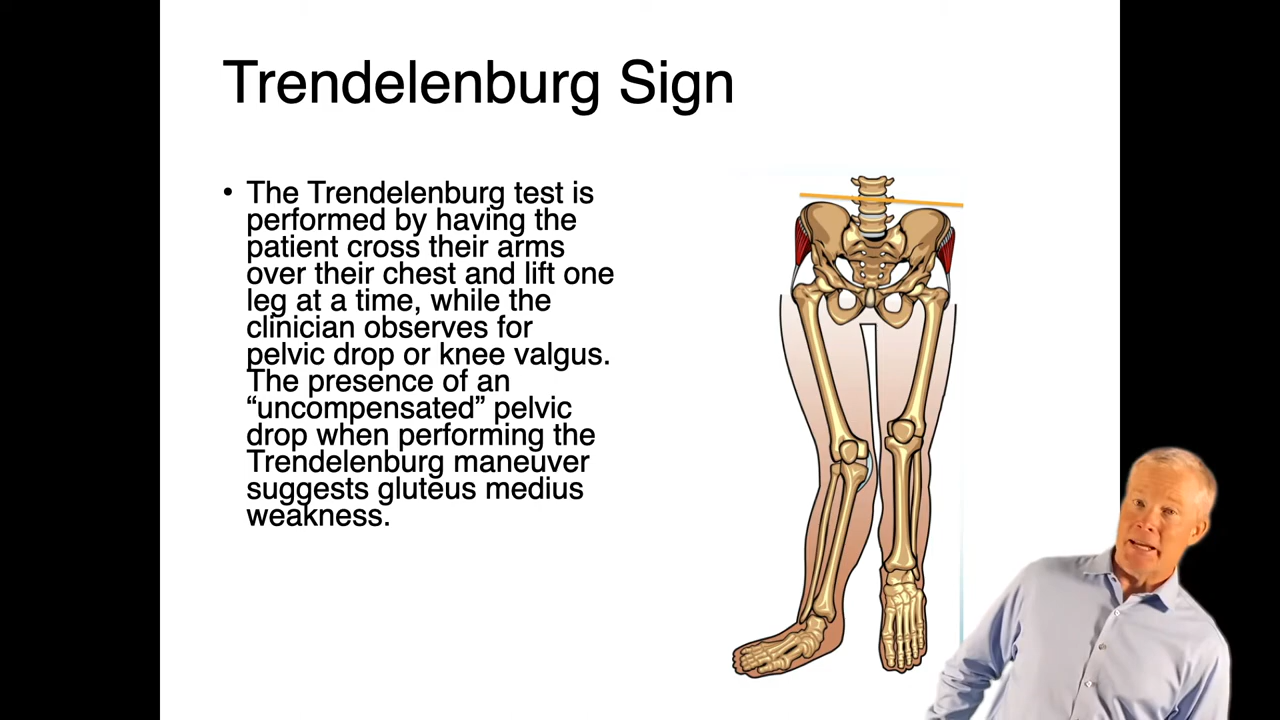 Trendelenburg Sign
• The Trendelenburg test is
performed by having the
patient cross their arms
over their chest and lift one
leg at a time, while the
clinician observes for
pelvic drop or knee valgus.
The presence of an
“uncompensated” pelvic
drop when performing the
Trendelenburg maneuver
suggests gluteus medius
weakness.